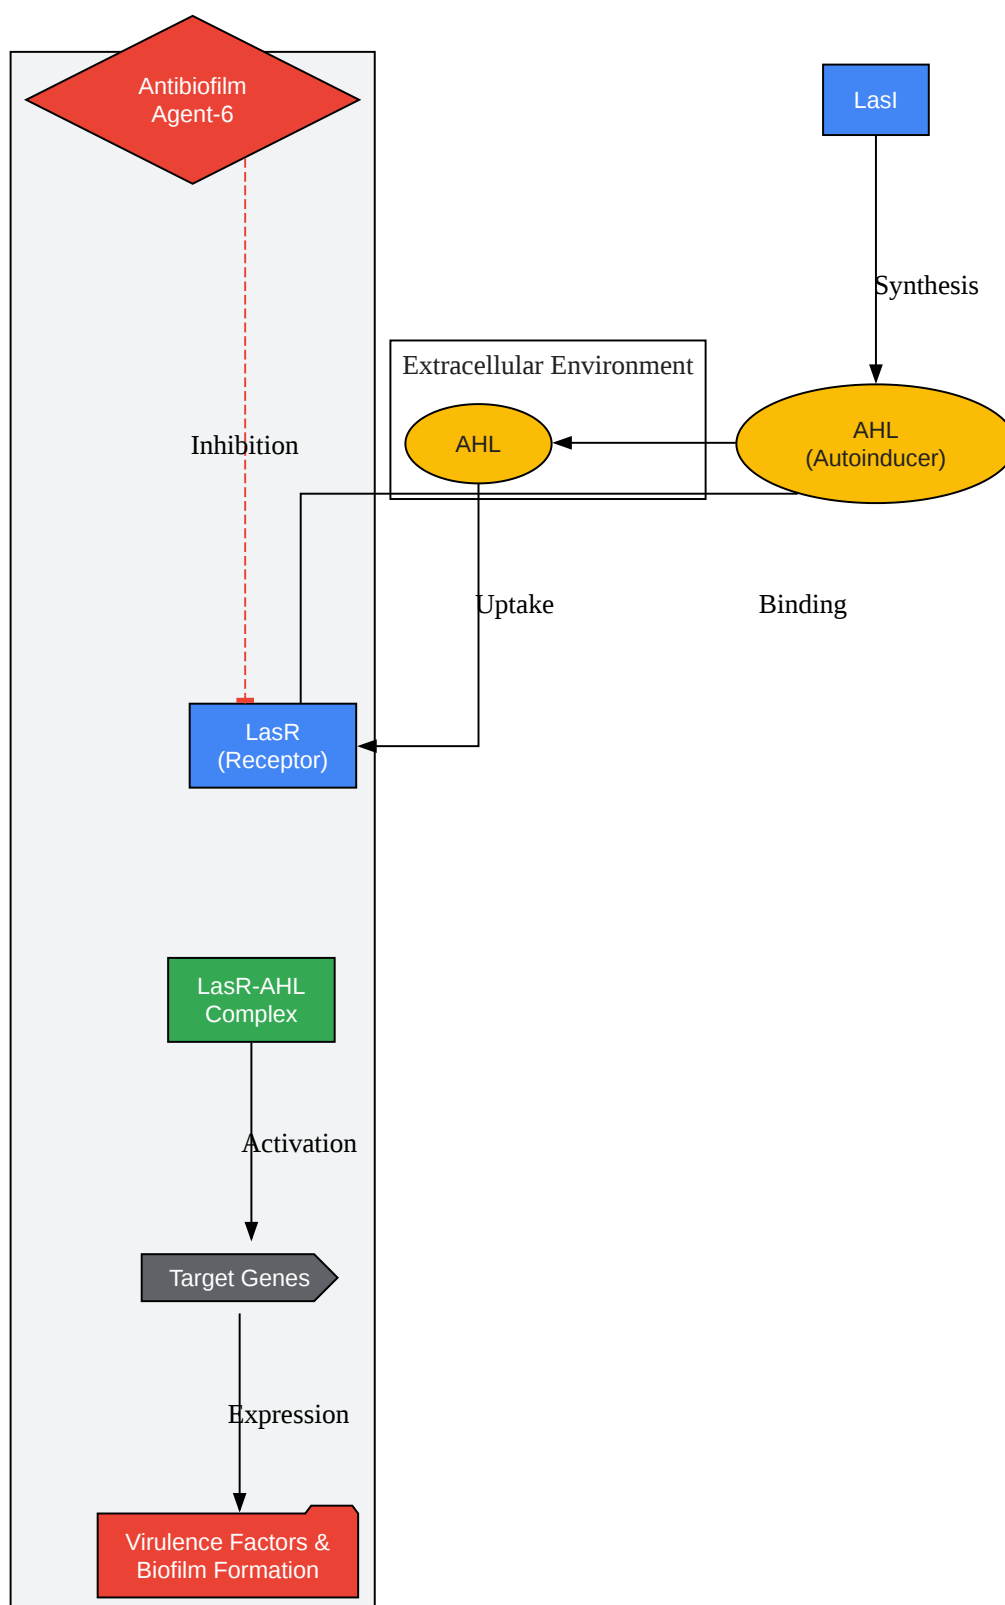 Antibiofilm
Agent-6
LasI
Synthesis
Extracellular Environment
AHL
AHL
(Autoinducer)
Inhibition
Uptake
Binding
LasR
(Receptor)
LasR-AHL
Complex
Activation
Target Genes
Expression
Virulence Factors &
Biofilm Formation